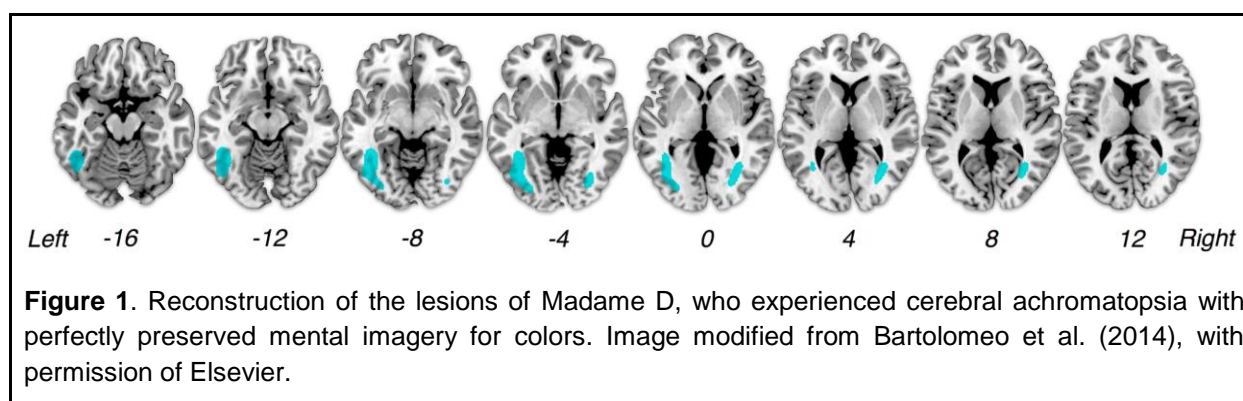 Left -16 -12 -8 -4 0 4 8 12 Right
Figure 1. Reconstruction of the lesions of Madame D, who experienced cerebral achromatopsia with
perfectly preserved mental imagery for colors. Image modified from Bartolomeo et al. (2014), with
permission of Elsevier.